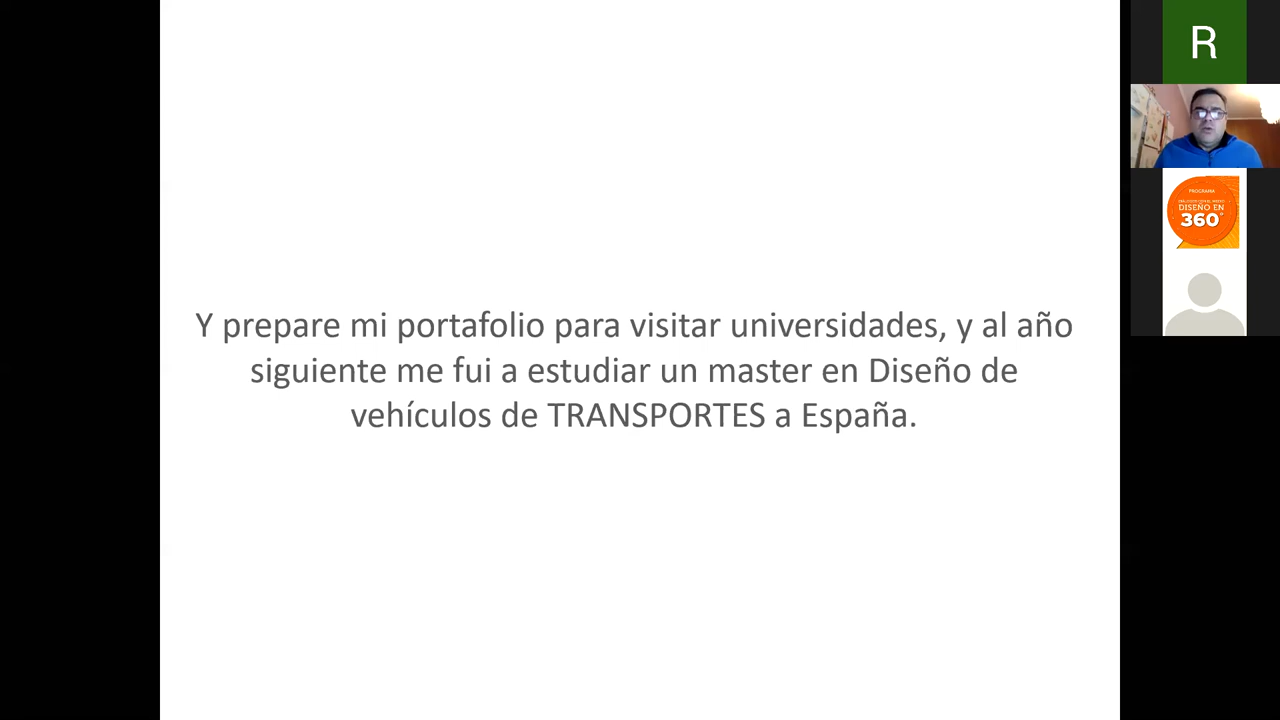 Y prepare mi portafolio para visitar universidades, y al año
siguiente me fui a estudiar un master en Diseño de
vehículos de TRANSPORTES a España.
R
PROGRAMA
DISEÑO EN
360°